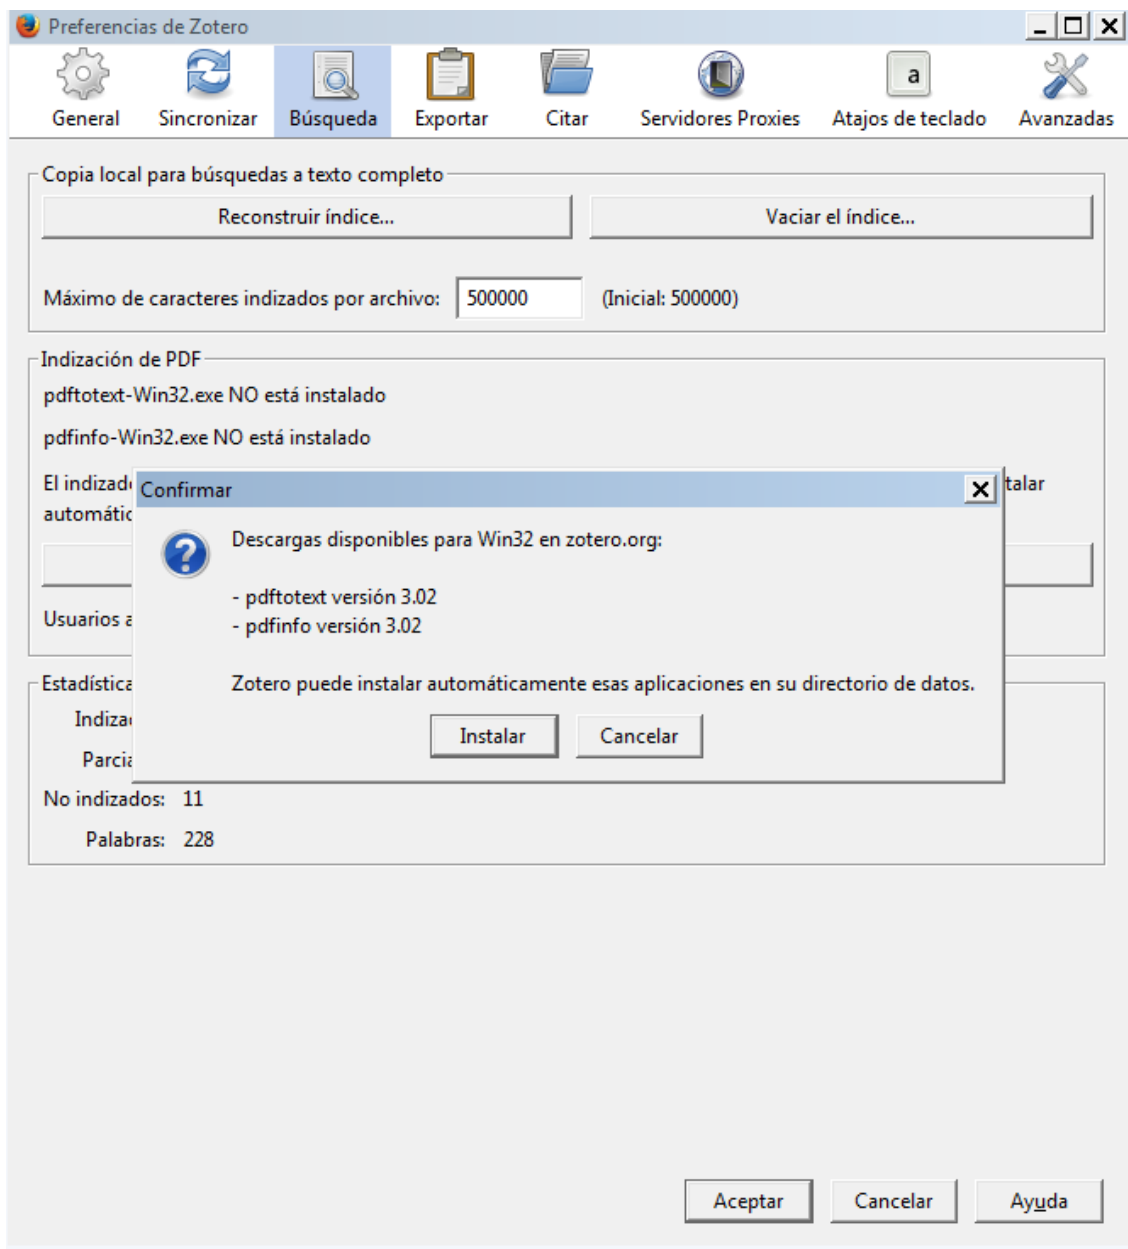 Preferencias de Zotero
General Sincronizar Búsqueda Exportar Citar Servidores Proxies Atajos de teclado Avanzadas
Copia local para búsquedas a texto completo
Reconstruir índice... Vaciar el índice...
Máximo de caracteres indizados por archivo: 500000 (Inicial: 500000)
Indización de PDF
pdftotext-Win32.exe NO está instalado
pdfinfo-Win32.exe NO está instalado
El
Confirmar
Descargas disponibles para Win32 en zotero.org:
- pdftotext versión 3.02
- pdfinfo versión 3.02
Usuarios
Zotero puede instalar automáticamente esas aplicaciones en su directorio de datos.
Instalar Cancelar
No indizados: 11
Palabras: 228
Aceptar Cancelar Ayuda